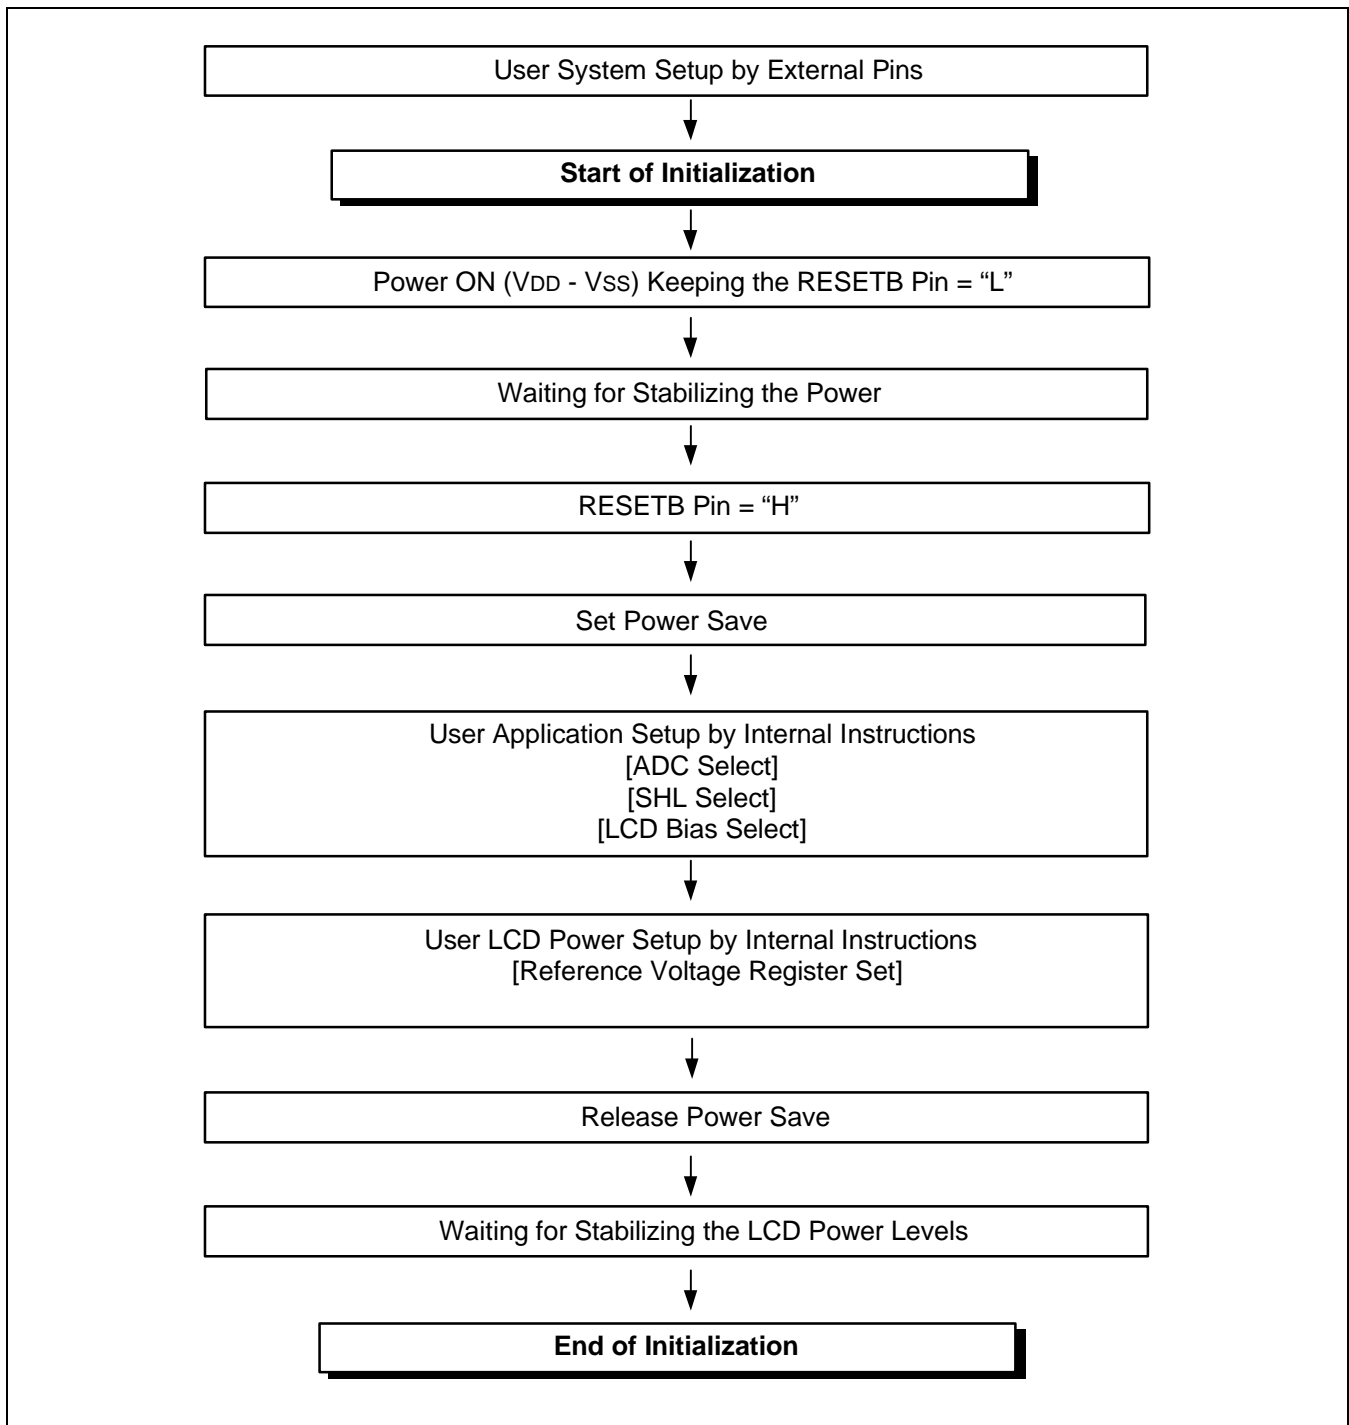 User System Setup by External Pins
Start of Initialization
Power ON (VDD - VSS) Keeping the RESETB Pin = “L”
Waiting for Stabilizing the Power
RESETB Pin = “H”
Set Power Save
User Application Setup by Internal Instructions
[ADC Select]
[SHL Select]
[LCD Bias Select]
User LCD Power Setup by Internal Instructions
[Reference Voltage Register Set]
Release Power Save
Waiting for Stabilizing the LCD Power Levels
End of Initialization